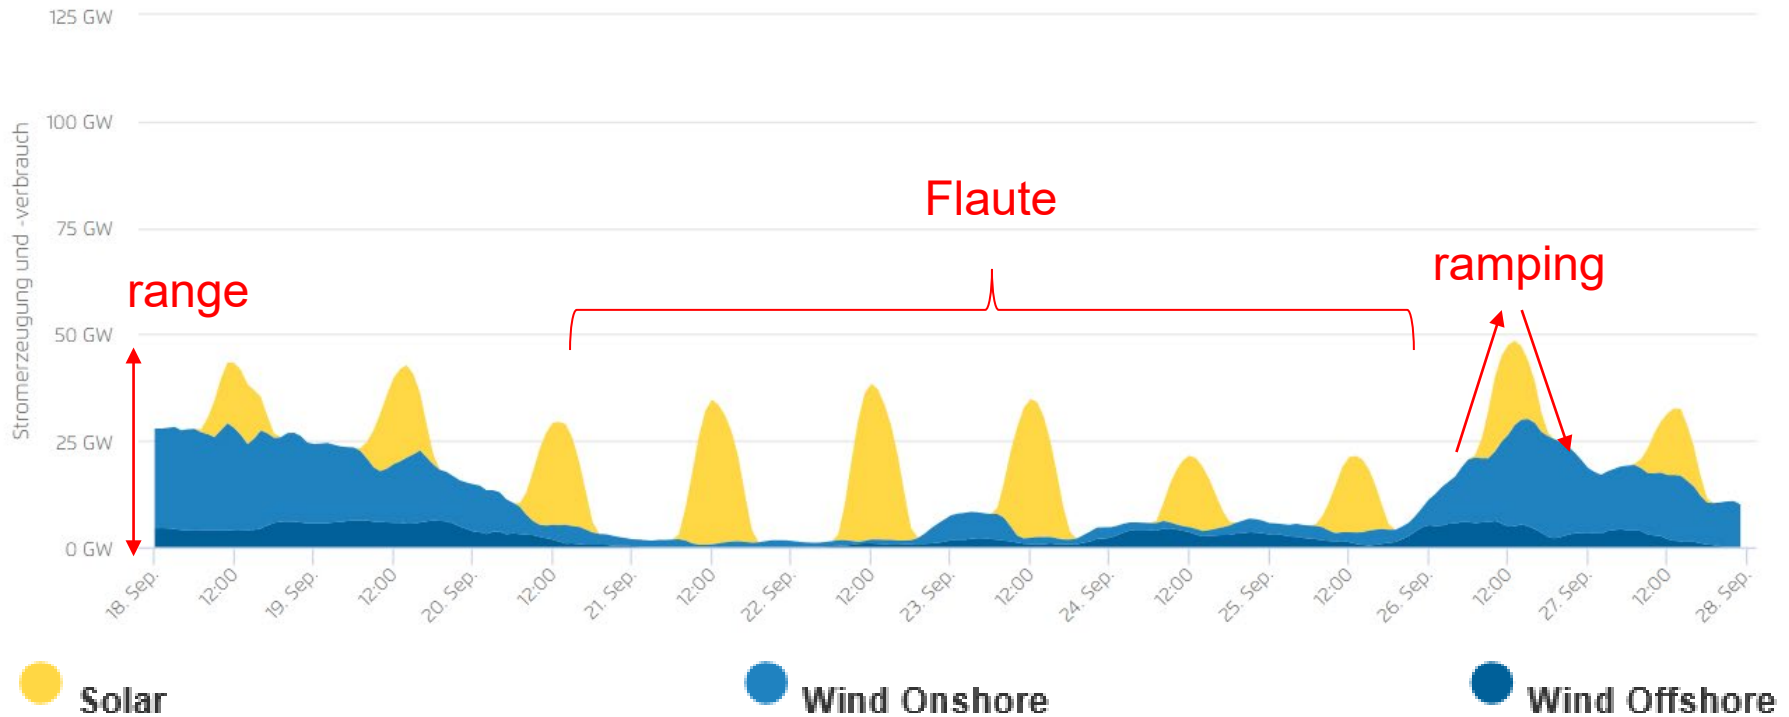 125 GW
100 GW
75 GW
50 GW
25 GW
0 GW
Stromerzeugung und -verbrauch
range
Flaute
ramping
18. Sep.
12:00
19. Sep.
12:00
20. Sep.
12:00
21. Sep.
12:00
22. Sep.
12:00
23. Sep.
12:00
24. Sep.
12:00
25. Sep.
12:00
26. Sep.
12:00
27. Sep.
12:00
28. Sep.
Solar
Wind Onshore
Wind Offshore